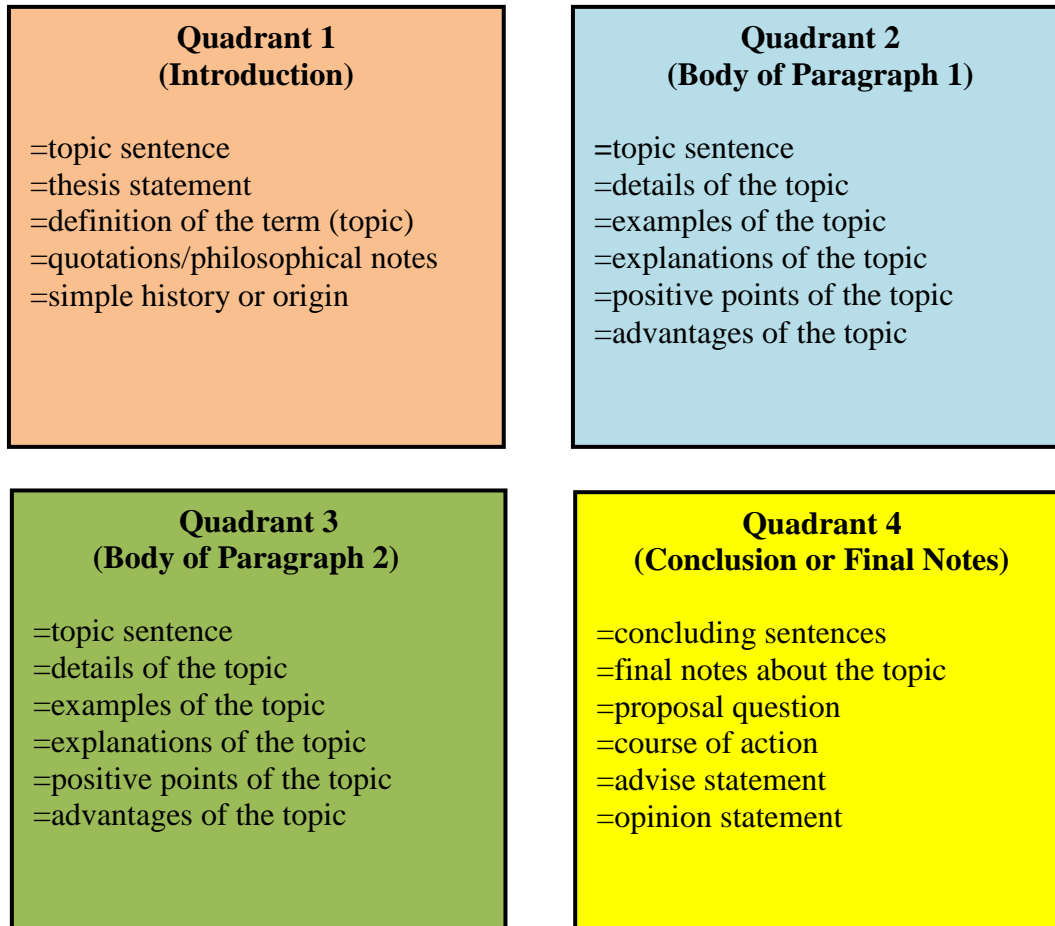 Quadrant 1
(Introduction)
=topic sentence
=thesis statement
=definition of the term (topic)
=quotations/philosophical notes
=simple history or origin
Quadrant 2
(Body of Paragraph 1)
=topic sentence
=details of the topic
=examples of the topic
=explanations of the topic
=positive points of the topic
=advantages of the topic
Quadrant 3
(Body of Paragraph 2)
=topic sentence
=details of the topic
=examples of the topic
=explanations of the topic
=positive points of the topic
=advantages of the topic
Quadrant 4
(Conclusion or Final Notes)
=concluding sentences
=final notes about the topic
=proposal question
=course of action
=advise statement
=opinion statement